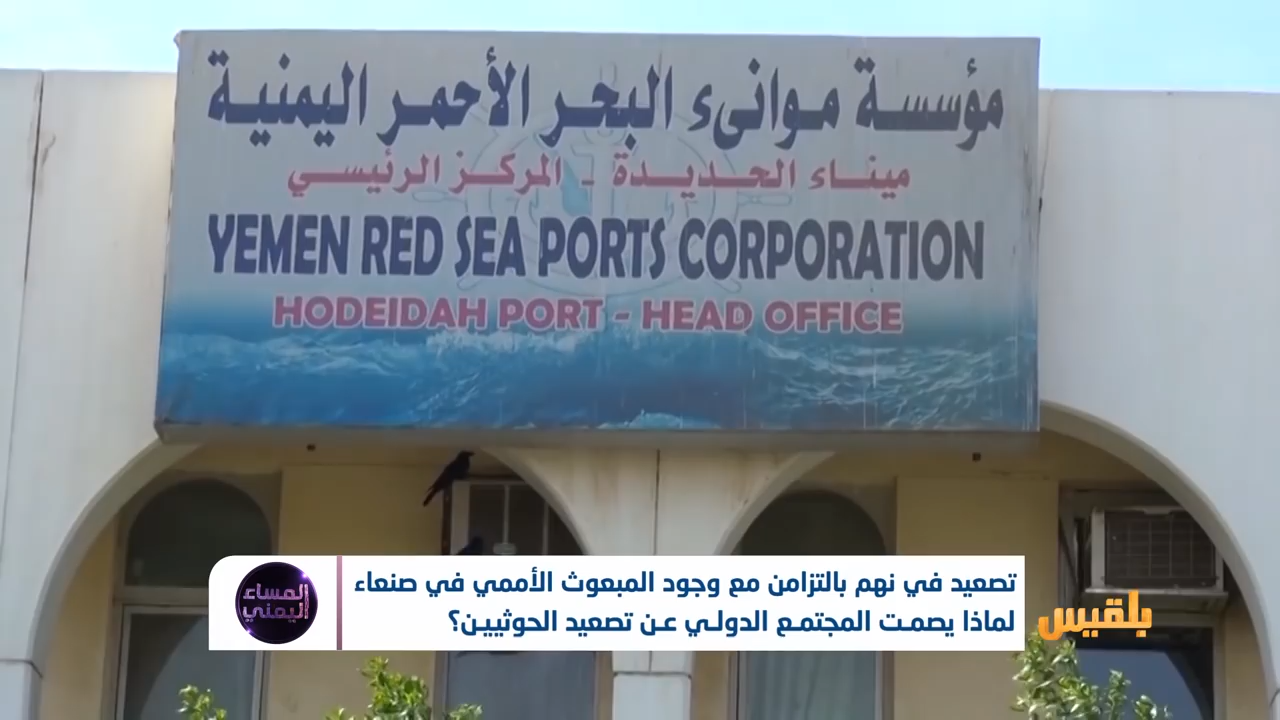 مؤسسة موانىء البحر الأحمر اليمنية
ميناء الحديدة - المركز الرئيسي
YEMEN RED SEA PORTS CORPORATION
HODEIDAH PORT - HEAD OFFICE
تصعيد في نهم بالتزامن مع وجود المبعوث الأممي في صنعاء
لماذا يصمت المجتمع الدولي عن تصعيد الحوثيين؟
المساء
اليمني
بلقيس